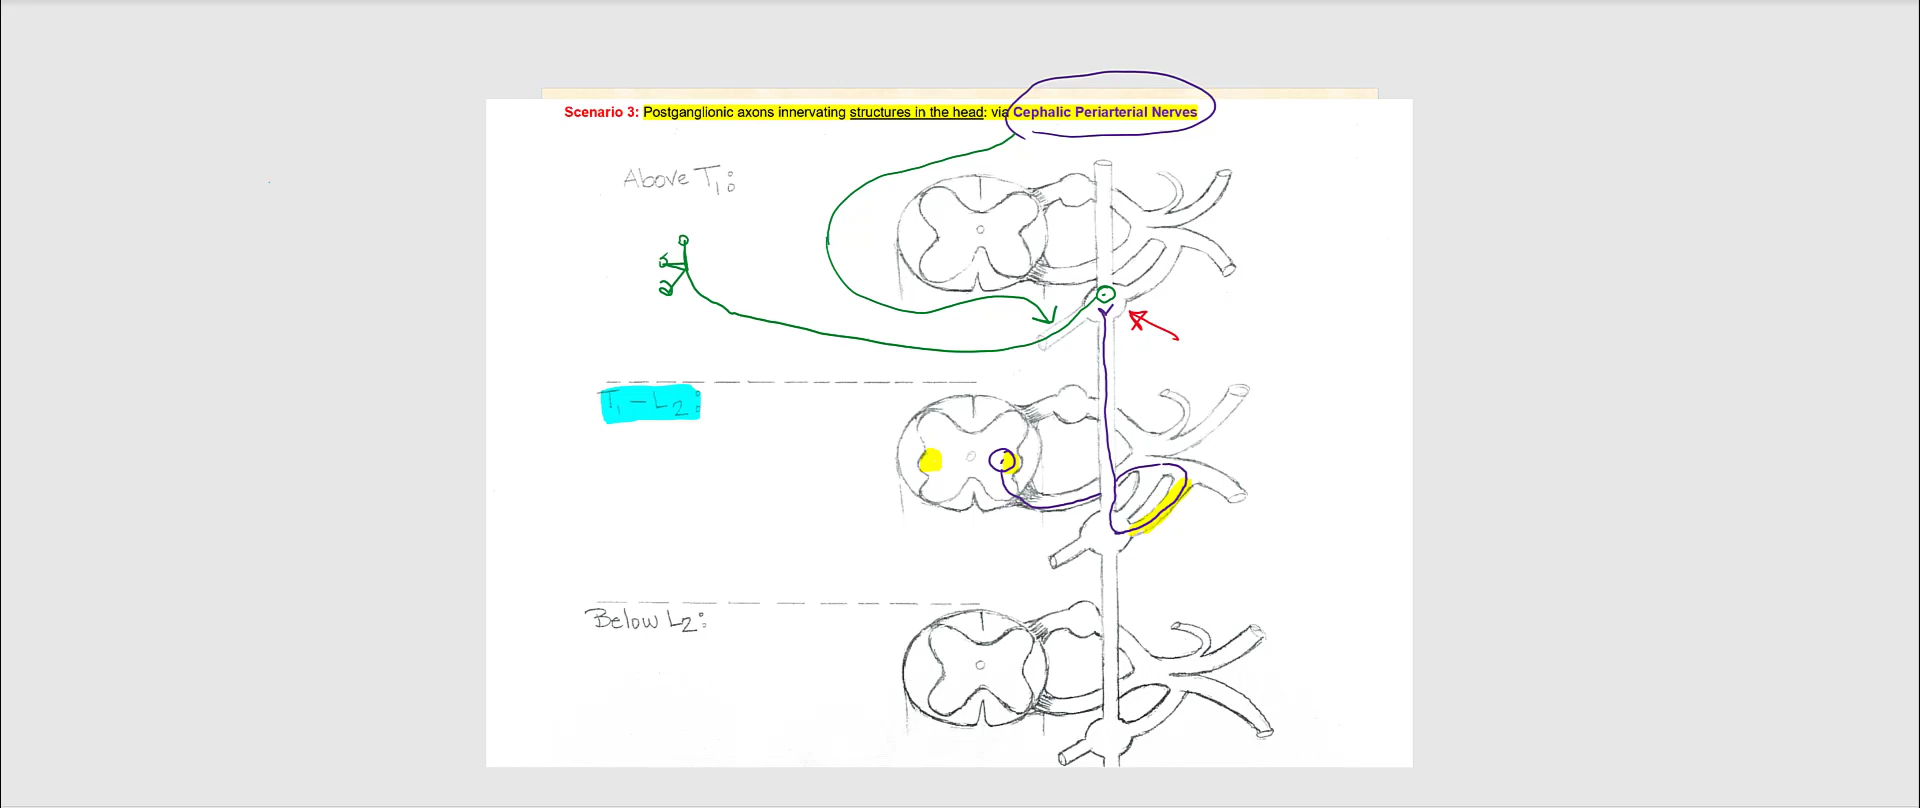 Scenario 3: Postganglionic axons innervating structures in the head: via Cephalic Periarterial Nerves
Above T1:
T1 - L2:
Below L2: